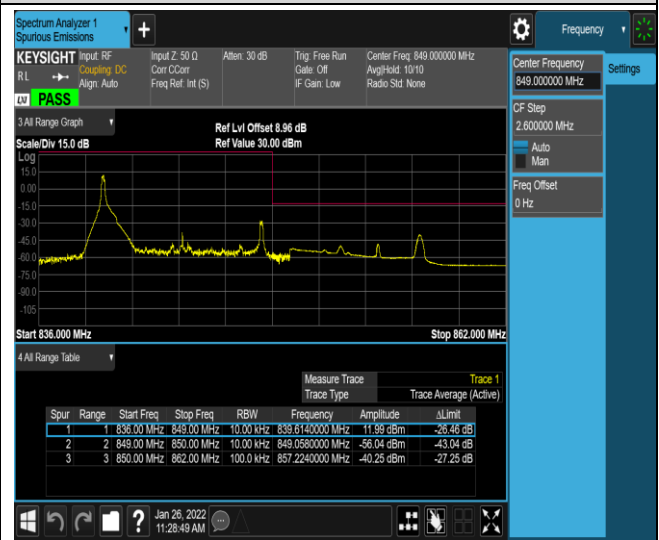 Spectrum Analyzer 1
Spurious Emissions
Frequency
KEYSIGHT
R L
Input: RF
Coupling: DC
Align: Auto
Input Z: 50 Ω
Corr CCorr
Freq Ref: Int (S)
Atten: 30 dB
Trig: Free Run
Gate: Off
IF Gain: Low
Center Freq: 849.000000 MHz
Avg|Hold: 10/10
Radio Std: None
LXI PASS
Center Frequency
849.000000 MHz
Settings
CF Step
2.600000 MHz
Auto
Man
Freq Offset
0 Hz
3 All Range Graph
Ref Lvl Offset 8.96 dB
Scale/Div 15.0 dB
Ref Value 30.00 dBm
Log
15.0
0.00
-15.0
-30.0
-45.0
-60.0
-75.0
-90.0
-105
Start 836.000 MHz
Stop 862.000 MHz
4 All Range Table
Measure Trace Trace 1
Trace Type Trace Average (Active)
Spur Range Start Freq Stop Freq RBW Frequency Amplitude ΔLimit
1 1 836.00 MHz 849.00 MHz 10.00 kHz 839.6140000 MHz 11.99 dBm -26.46 dB
2 2 849.00 MHz 850.00 MHz 10.00 kHz 849.0580000 MHz -56.04 dBm -43.04 dB
3 3 850.00 MHz 862.00 MHz 100.0 kHz 857.2240000 MHz -40.25 dBm -27.25 dB
Jan 26, 2022
11:28:49 AM